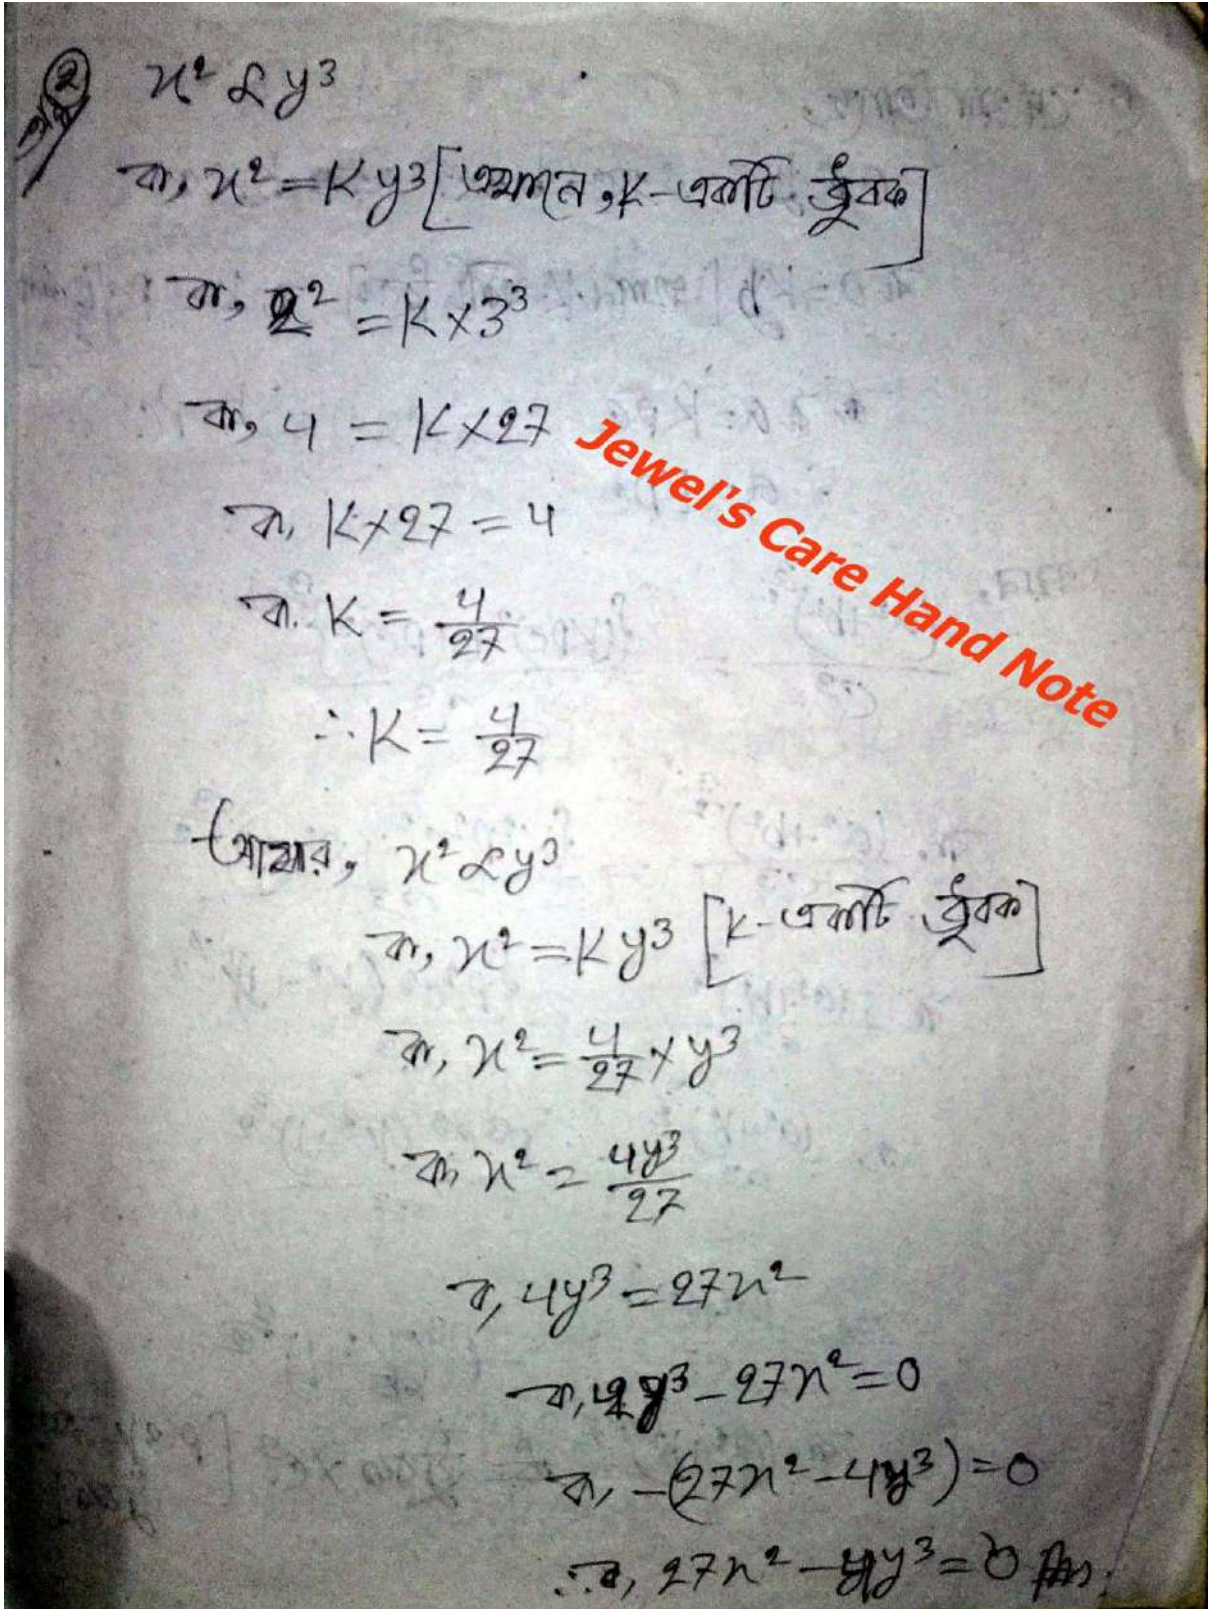 ২ x² ∝ y³
বা, x² = Ky³ [এখানে, K-একটি ধ্রুবক]
বা, 2² = K×3³
বা, 4 = K×27
বা, K×27 = 4
বা, K = 4/27
∴ K = 4/27
আবার, x² ∝ y³
বা, x² = Ky³ [K-একটি ধ্রুবক]
বা, x² = 4/27 × y³
বা, x² = 4y³/27
বা, 4y³ = 27x²
বা, 4y³ - 27x² = 0
বা, -(27x² - 4y³) = 0
∴ বা, 27x² - 4y³ = 0 Ans.
Jewel's Care Hand Note